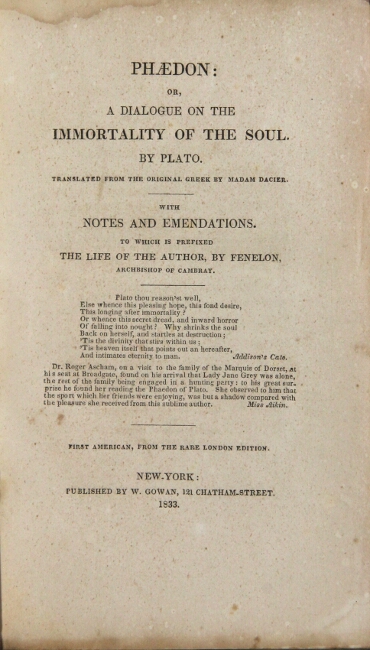 PHÆDON:
OR,
A DIALOGUE ON THE
IMMORTALITY OF THE SOUL.
BY PLATO.
TRANSLATED FROM THE ORIGINAL GREEK BY MADAM DACIER.
WITH
NOTES AND EMENDATIONS.
TO WHICH IS PREFIXED
THE LIFE OF THE AUTHOR, BY FENELON,
ARCHBISHOP OF CAMBRAY.
Plato thou reason'st well,
Else whence this pleasing hope, this fond desire,
This longing after immortality?
Or whence this secret dread, and inward horror
Of falling into nought? Why shrinks the soul
Back on herself, and startles at destruction;
'Tis the divinity that stirs within us;
'Tis heaven itself that points out an hereafter,
And intimates eternity to man. Addison's Cato.
Dr. Roger Ascham, on a visit to the family of the Marquis of Dorset, at
his seat at Broadgate, found on his arrival that Lady Jane Grey was alone,
the rest of the family being engaged in a hunting party: to his great sur-
prise he found her reading the Phaedon of Plato. She observed to him that
the sport which her friends were enjoying, was but a shadow compared with
the pleasure she received from this sublime author. Miss Aikin.
FIRST AMERICAN, FROM THE RARE LONDON EDITION.
NEW-YORK:
PUBLISHED BY W. GOWAN, 121 CHATHAM-STREET.
1833.